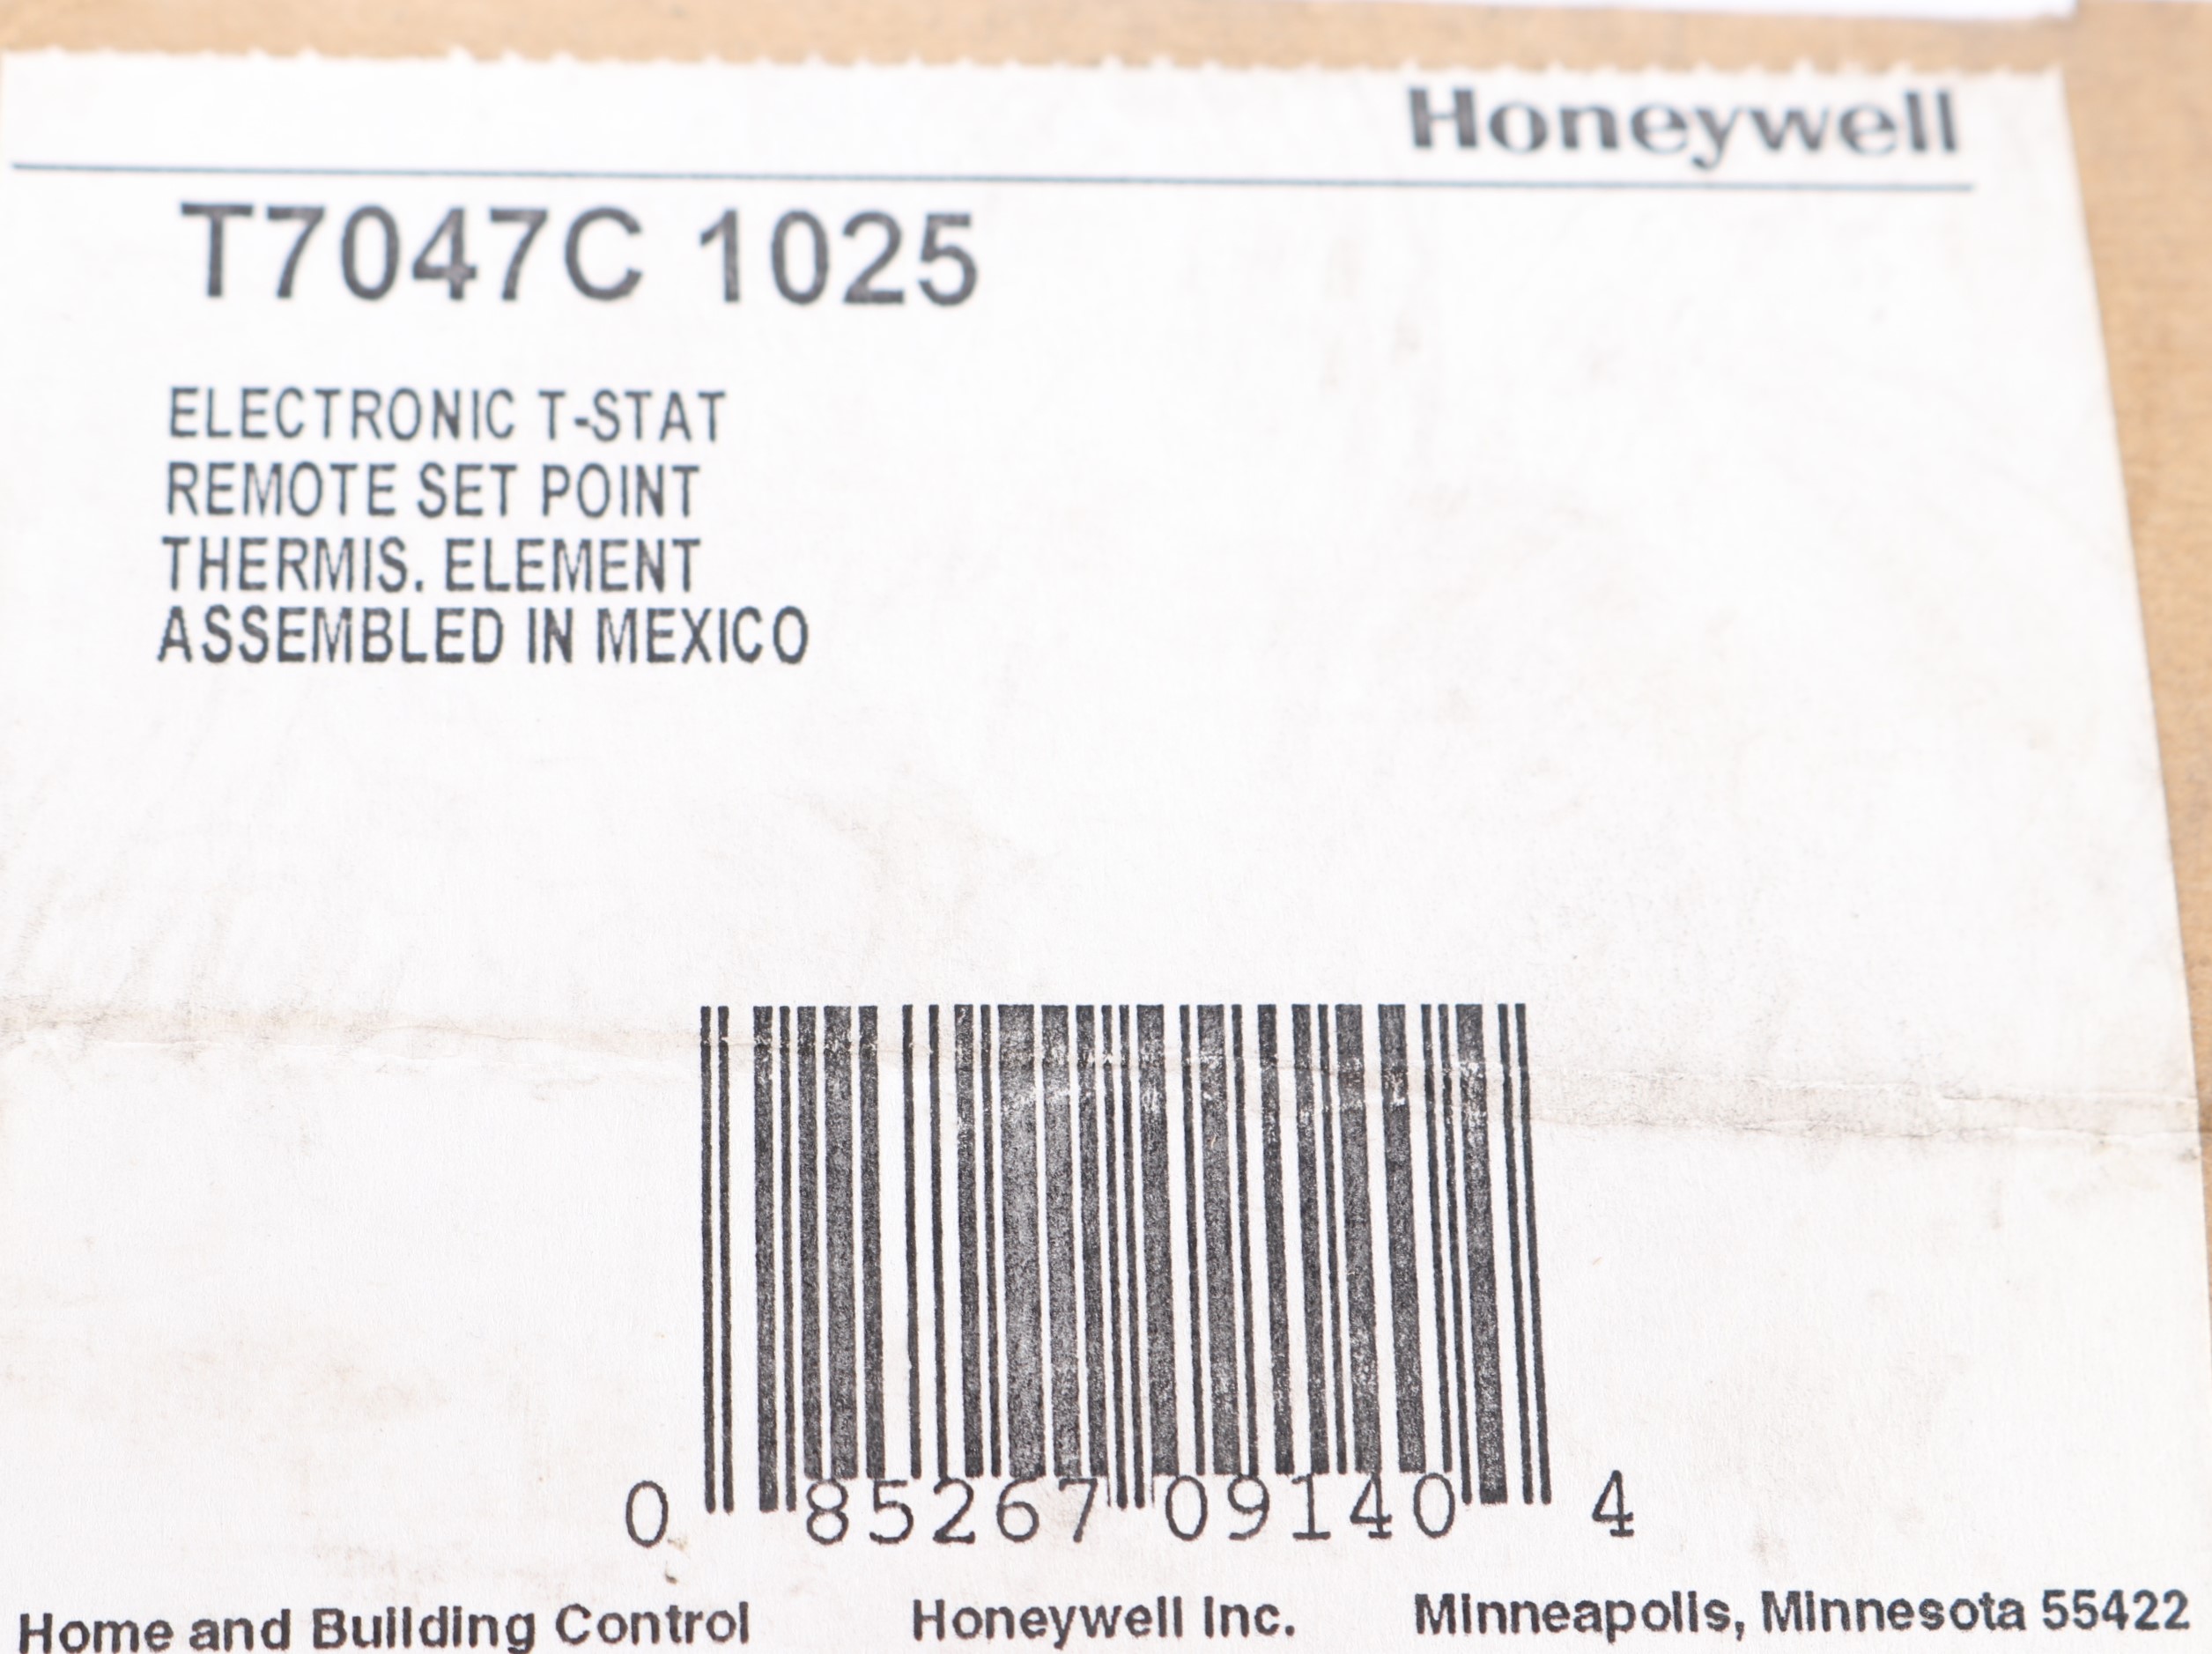 Honeywell
T7047C 1025
ELECTRONIC T-STAT
REMOTE SET POINT
THERMIS. ELEMENT
ASSEMBLED IN MEXICO
0 85267 09140 4
Home and Building Control Honeywell Inc. Minneapolis, Minnesota 55422